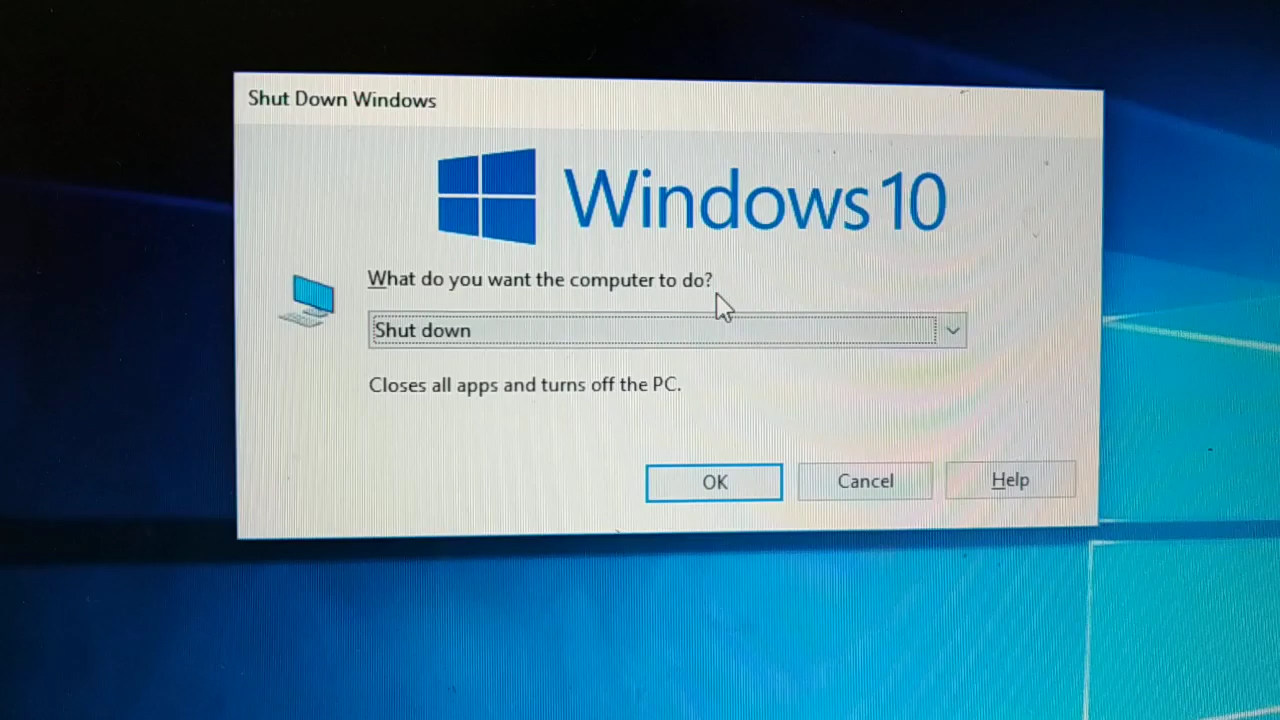 Shut Down Windows
Windows 10
What do you want the computer to do?
Shut down
Closes all apps and turns off the PC.
OK Cancel Help